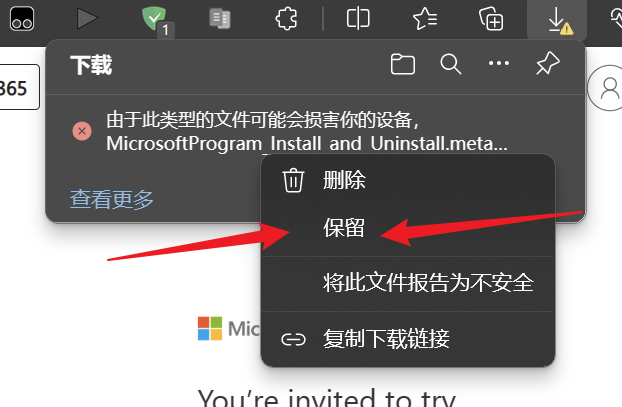 1
下载
365
由于此类型的文件可能会损害你的设备，
MicrosoftProgram_Install_and_Uninstall.meta...
删除
查看更多
保留
将此文件报告为不安全
Mic
复制下载链接
You’re invited to try